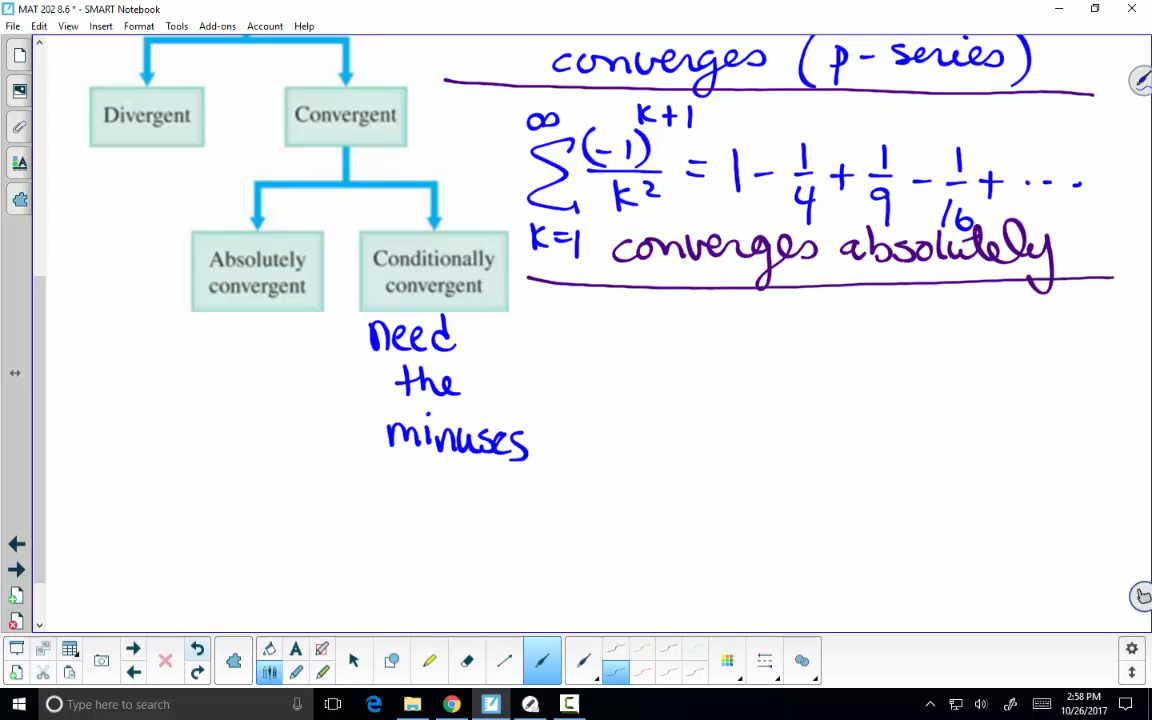 MAT 202 8.6 * - SMART Notebook
File Edit View Insert Format Tools Add-ons Account Help
converges (p-series)
Divergent
Convergent
∞ (-1)^{k+1}
∑ ――― = 1 - 1/4 + 1/9 - 1/16 + ...
k=1 k²
converges absolutely
Absolutely
convergent
Conditionally
convergent
need
the
minuses
Type here to search
2:58 PM
10/26/2017